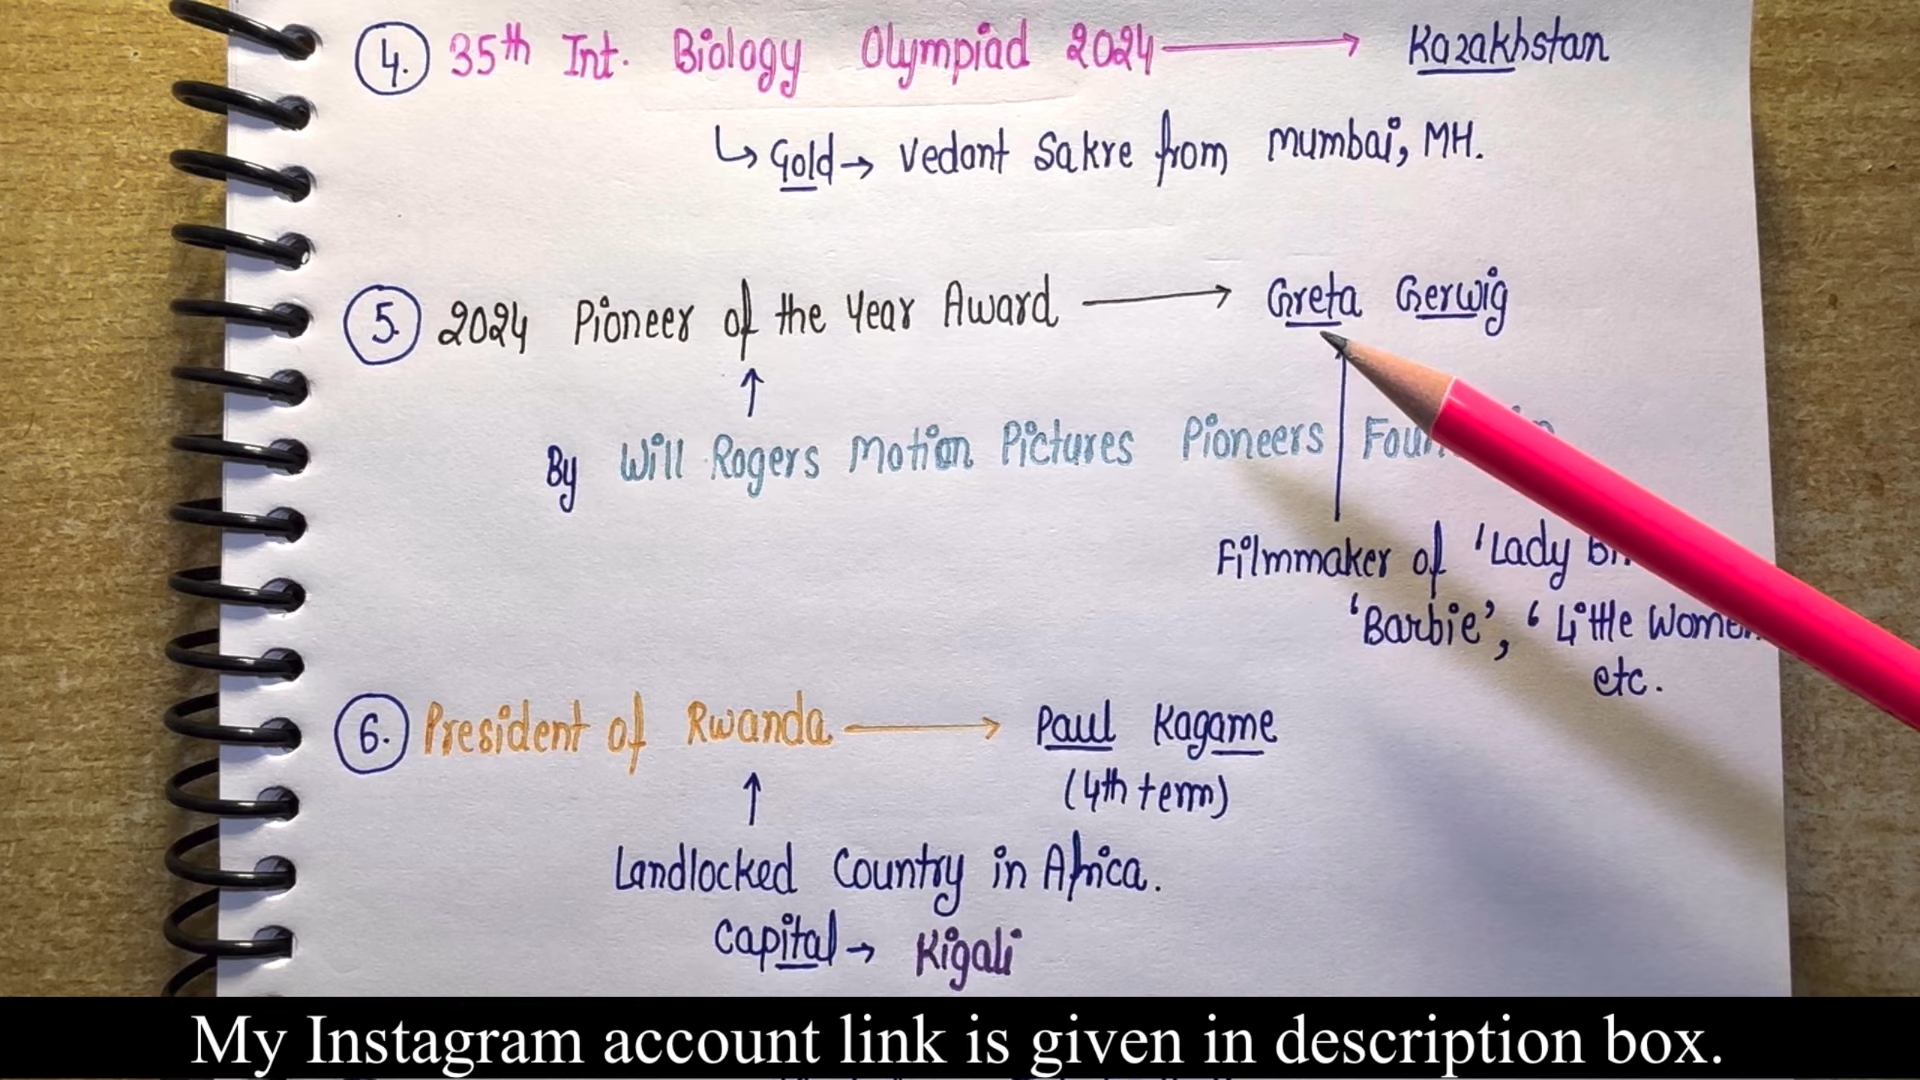 4. 35th Int. Biology Olympiad 2024 → Kazakhstan
↳ Gold → Vedant Sakre from Mumbai, MH.
5. 2024 Pioneer of the Year Award → Greta Gerwig
↑
By Will Rogers Motion Pictures Pioneers
Filmmaker of 'Lady
'Barbie', 'Little Women
etc.
6. President of Rwanda → Paul Kagame
↑ (4th term)
Landlocked Country in Africa.
Capital → Kigali
My Instagram account link is given in description box.